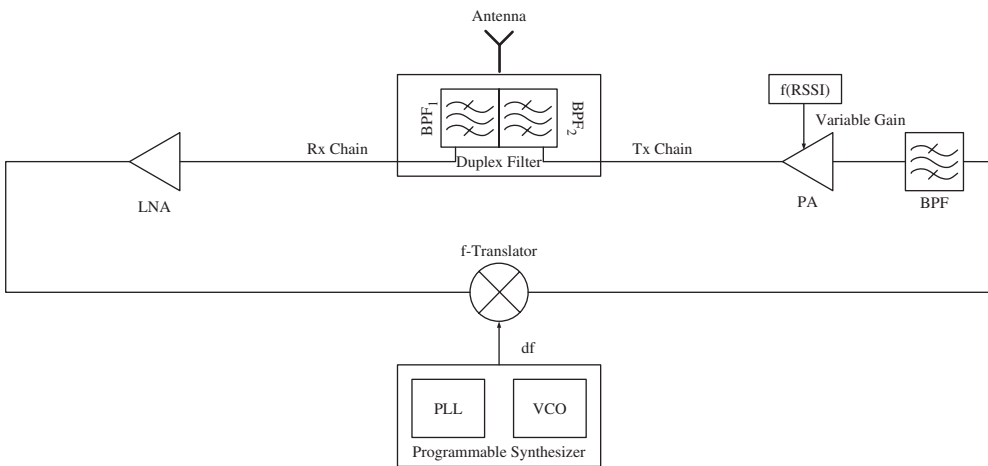 Antenna
BPF1
BPF2
Duplex Filter
f(RSSI)
Variable Gain
Rx Chain
Tx Chain
LNA
PA
BPF
f-Translator
df
PLL
VCO
Programmable Synthesizer